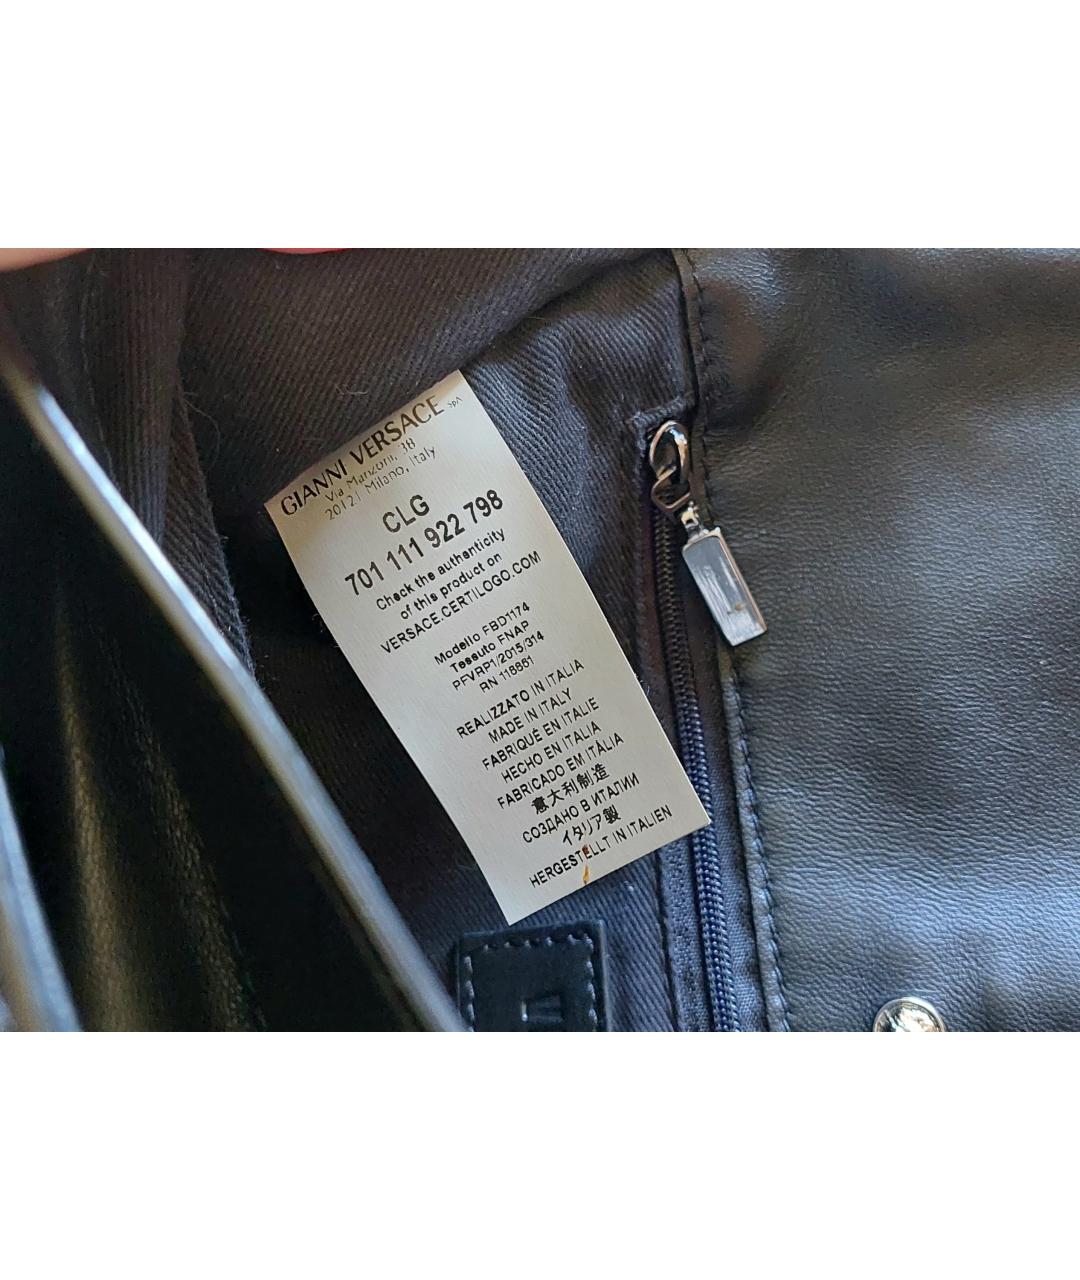 GIANNI VERSACE SpA
Via Manzoni, 38
20121 Milano, Italy
CLG
701 111 922 798
Check the authenticity
of this product on
VERSACE.CERTILOGO.COM
Modello FBD1174
Tessuto FNAP
PFVRP1/2015/314
RN 118861
REALIZZATO IN ITALIA
MADE IN ITALY
FABRIQUÉ EN ITALIE
HECHO EN ITALIA
FABRICADO EM ITÁLIA
意大利制造
СОЗДАНО В ИТАЛИИ
イタリア製
HERGESTELLT IN ITALIEN